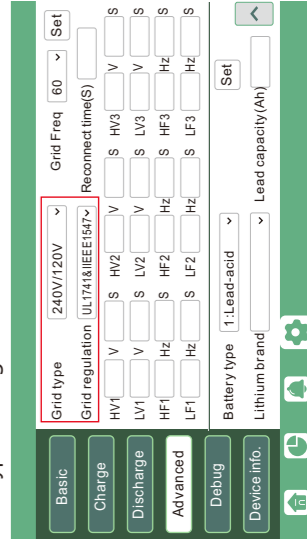 Basic
Charge
Discharge
Advanced
Debug
Device info.
Grid type 240V/120V Grid Freq 60 Set
Grid regulation UL1741&IIEEE1547 Reconnect time(S)
HV1 V S HV2 V S HV3 V S
LV1 V S LV2 V S LV3 V S
HF1 Hz S HF2 Hz S HF3 Hz S
LF1 Hz S LF2 Hz S LF3 Hz S
Battery type 1:Lead-acid Set
Lithium brand Lead capacity(Ah)